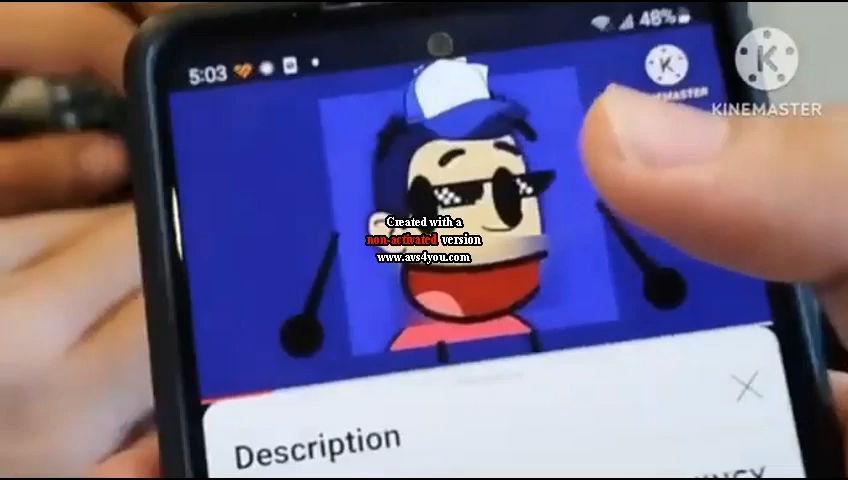 5:03
48%
KINEMASTER
Created with a
non-activated version
www.avs4you.com
Description